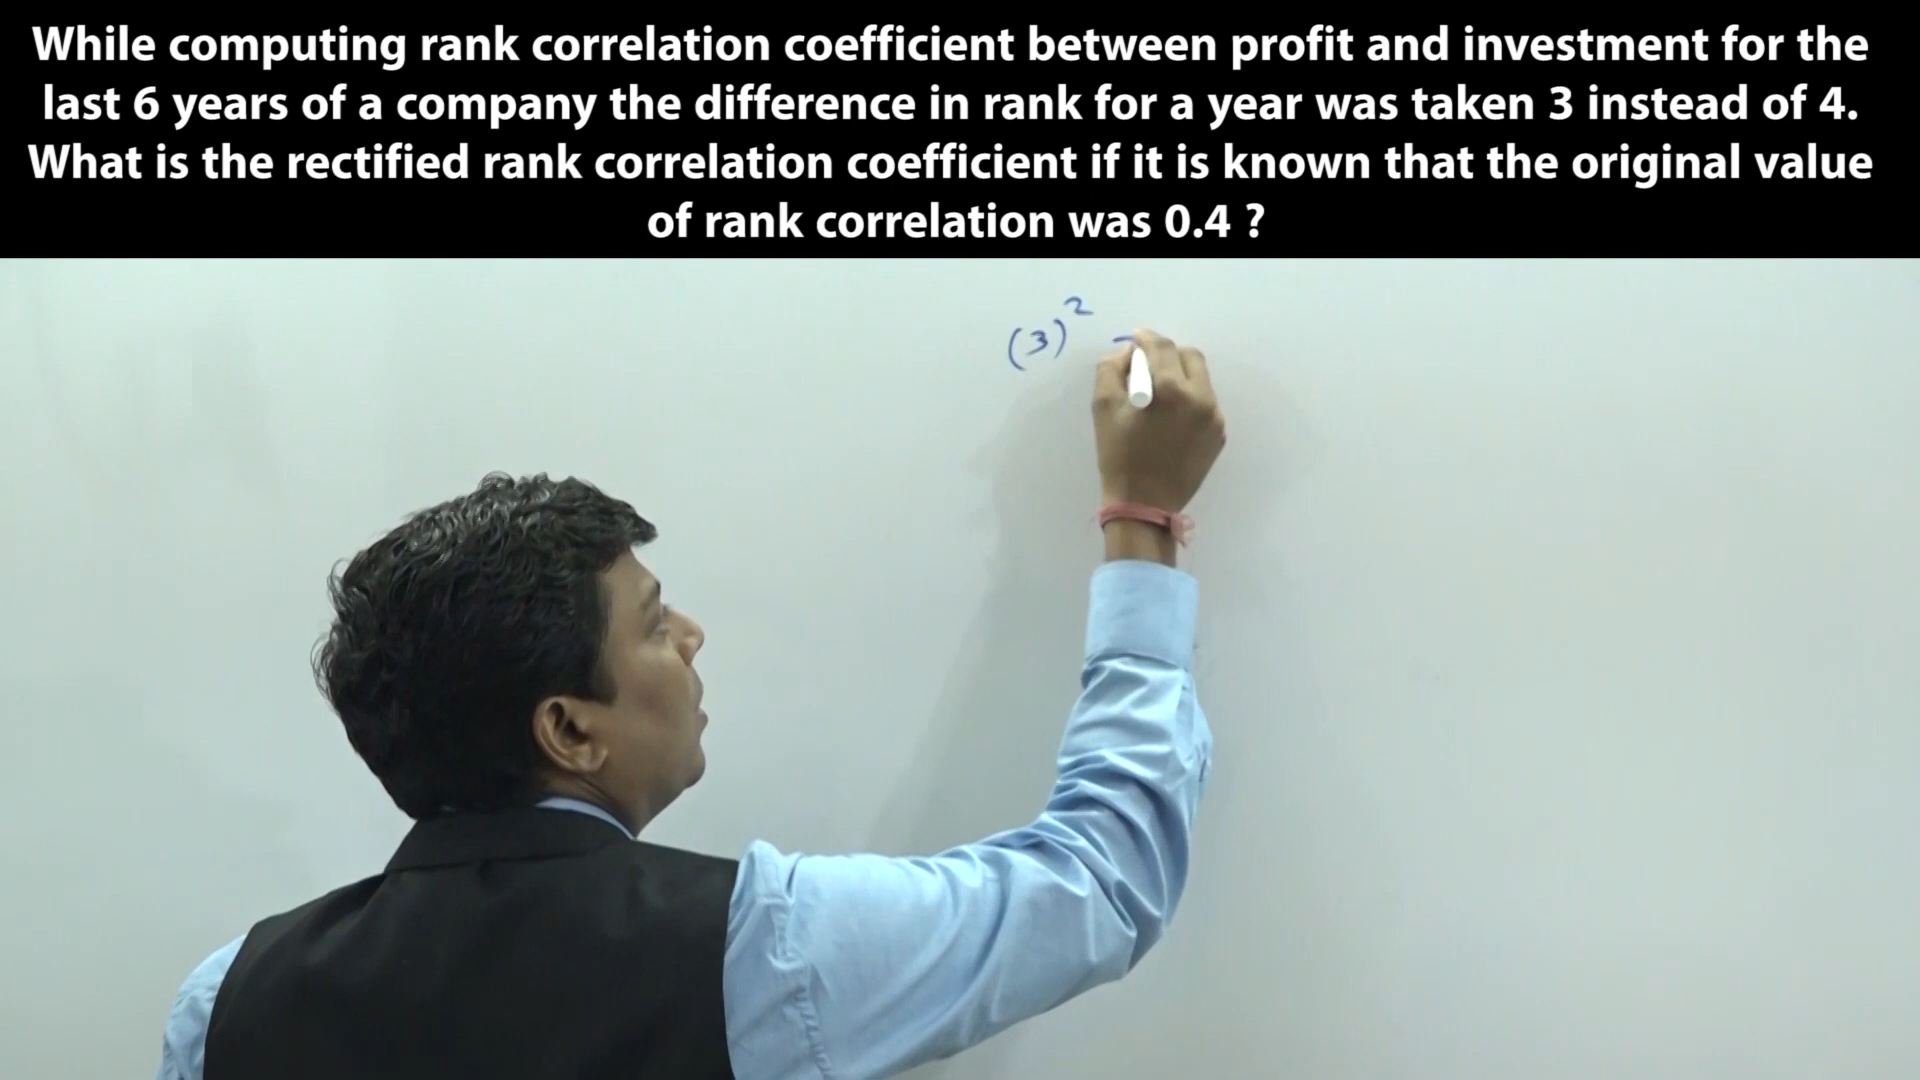 While computing rank correlation coefficient between profit and investment for the
last 6 years of a company the difference in rank for a year was taken 3 instead of 4.
What is the rectified rank correlation coefficient if it is known that the original value
of rank correlation was 0.4 ?
(3)²